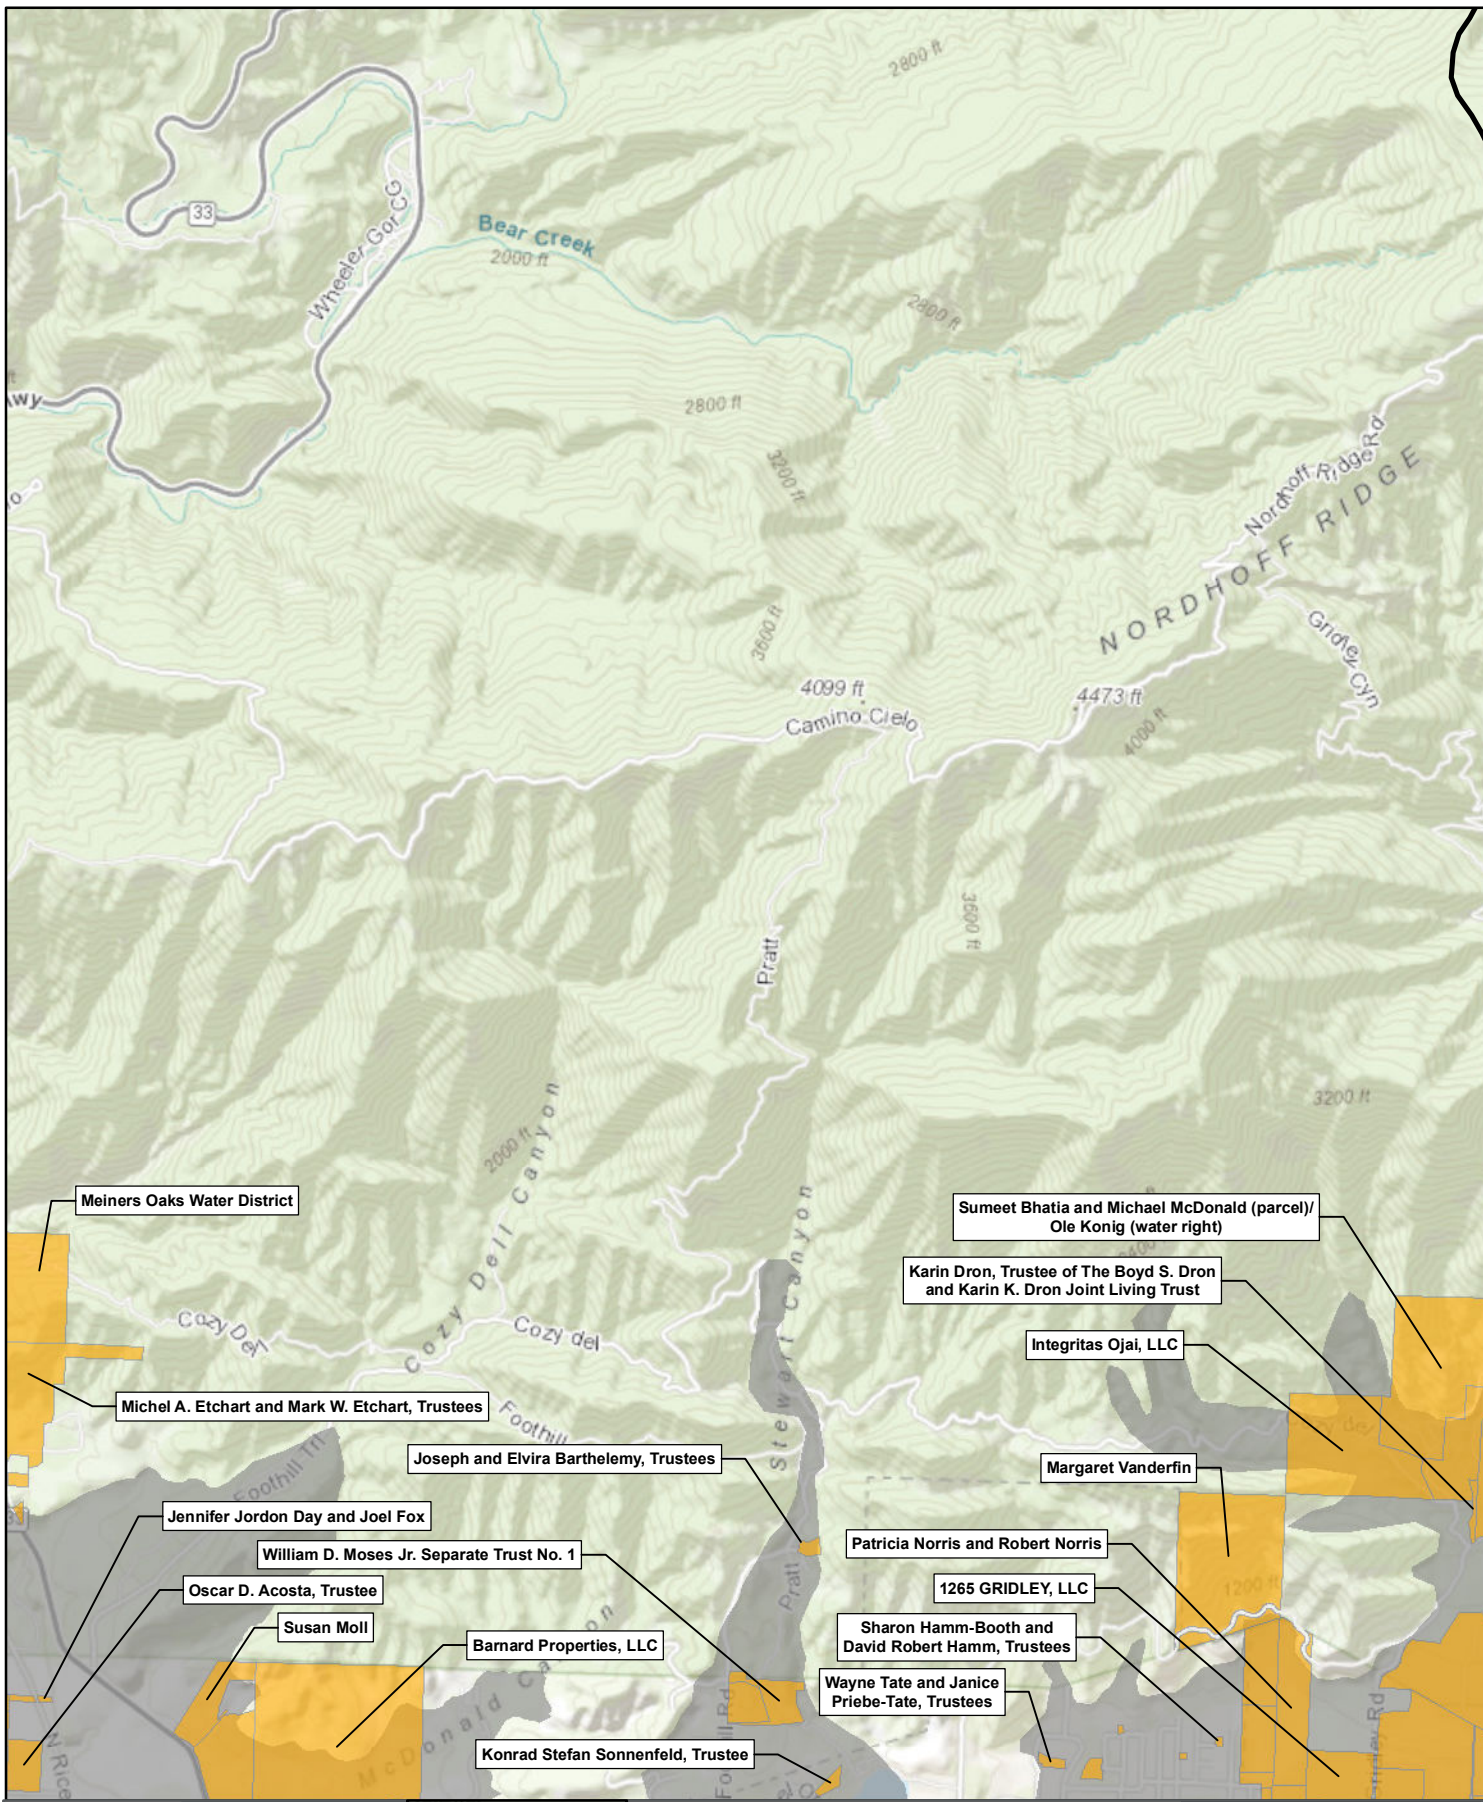 2800 ft
33
Wheeler Gor CG
Bear Creek
2000 ft
2800 ft
2800 ft
Nordhoff Ridge Rd
NORDHOFF RIDGE
3200 ft
3600 ft
Gridley Cyn
4099 ft
4473 ft
Camino Cielo
4000 ft
3600 ft
Pratt
3200 ft
2000 ft
Cozy Dell Canyon
Stewart Canyon
Meiners Oaks Water District
Sumeet Bhatia and Michael McDonald (parcel)/
Ole Konig (water right)
Karin Dron, Trustee of The Boyd S. Dron
and Karin K. Dron Joint Living Trust
Cozy Dell
Cozy del
Integritas Ojai, LLC
Michel A. Etchart and Mark W. Etchart, Trustees
Foothill
Foothill Trl
Joseph and Elvira Barthelemy, Trustees
Margaret Vanderfin
Jennifer Jordon Day and Joel Fox
33
William D. Moses Jr. Separate Trust No. 1
Patricia Norris and Robert Norris
Pratt
Oscar D. Acosta, Trustee
1265 GRIDLEY, LLC
1200 ft
Susan Moll
Barnard Properties, LLC
Sharon Hamm-Booth and
David Robert Hamm, Trustees
Wayne Tate and Janice
Priebe-Tate, Trustees
McDonald Canyon
Konrad Stefan Sonnenfeld, Trustee
N Rice